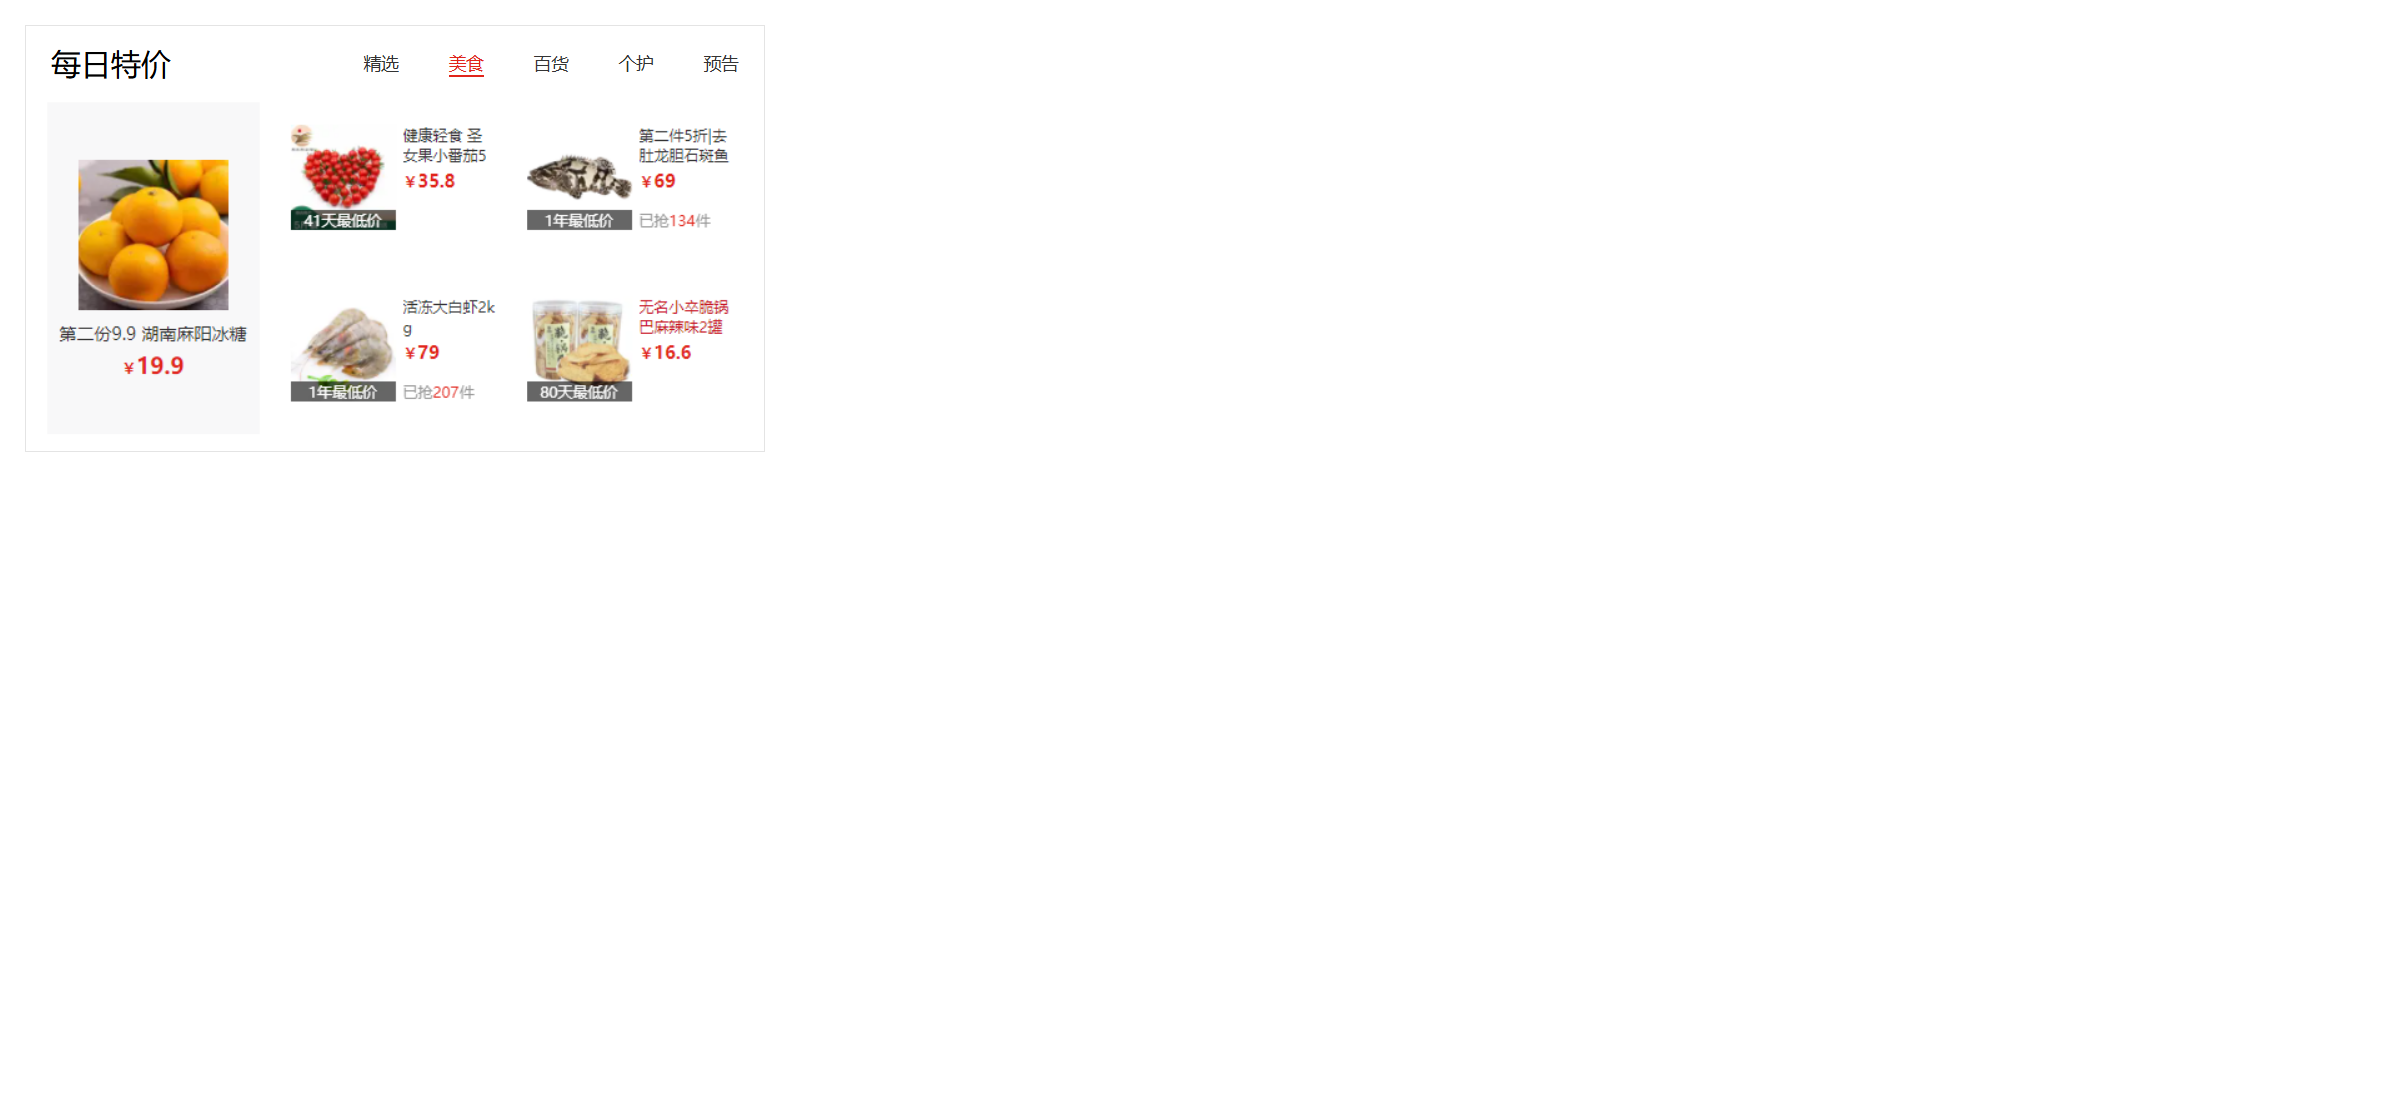 每日特价
精选
美食
百货
个护
预告
第二份9.9 湖南麻阳冰糖
￥19.9
健康轻食 圣
女果小番茄5
￥35.8
41天最低价
第二件5折|去
肚龙胆石斑鱼
￥69
1年最低价
已抢134件
活冻大白虾2k
g
￥79
1年最低价
已抢207件
无名小卒脆锅
巴麻辣味2罐
￥16.6
80天最低价